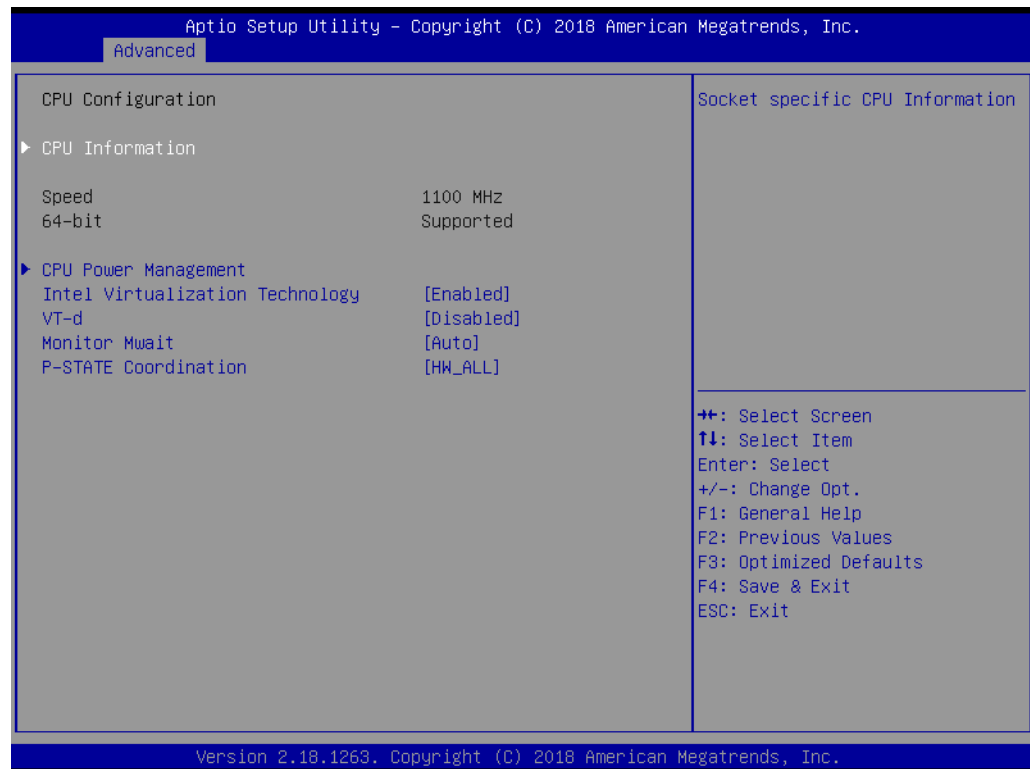 Aptio Setup Utility – Copyright (C) 2018 American Megatrends, Inc.
Advanced
CPU Configuration
▶ CPU Information
Speed 1100 MHz
64-bit Supported
▶ CPU Power Management
Intel Virtualization Technology [Enabled]
VT-d [Disabled]
Monitor Mwait [Auto]
P-STATE Coordination [HW_ALL]
Socket specific CPU Information
→←: Select Screen
↑↓: Select Item
Enter: Select
+/-: Change Opt.
F1: General Help
F2: Previous Values
F3: Optimized Defaults
F4: Save & Exit
ESC: Exit
Version 2.18.1263. Copyright (C) 2018 American Megatrends, Inc.